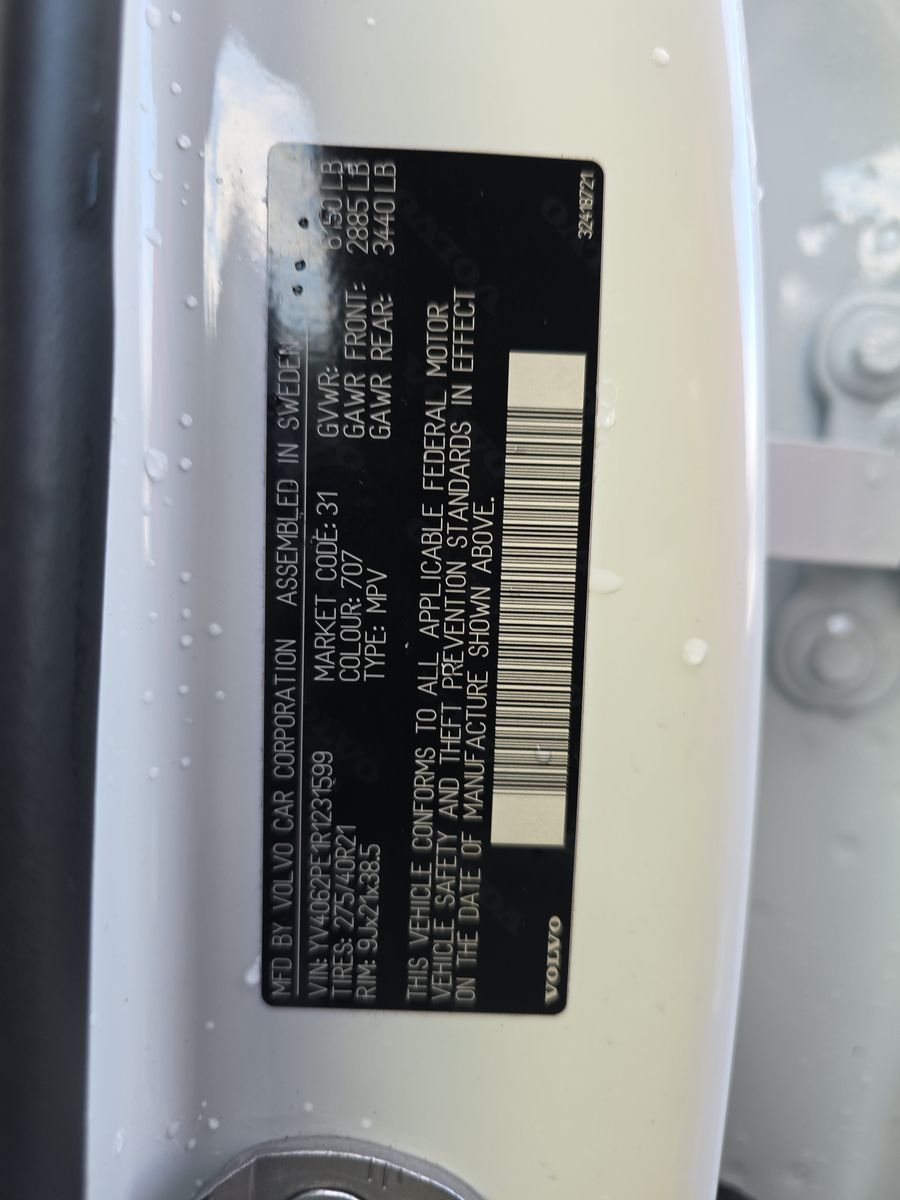 MFD BY VOLVO CAR CORPORATION ASSEMBLED IN SWEDEN
VIN: YV4062PE1R1231599
TIRES: 275/40R21
RIM: 9Jx21x38.5
MARKET CODE: 31
COLOUR: 707
TYPE: MPV
GVWR: 6150 LB
GAWR FRONT: 2885 LB
GAWR REAR: 3440 LB
THIS VEHICLE CONFORMS TO ALL APPLICABLE FEDERAL MOTOR
VEHICLE SAFETY AND THEFT PREVENTION STANDARDS IN EFFECT
ON THE DATE OF MANUFACTURE SHOWN ABOVE.
VOLVO
32418721